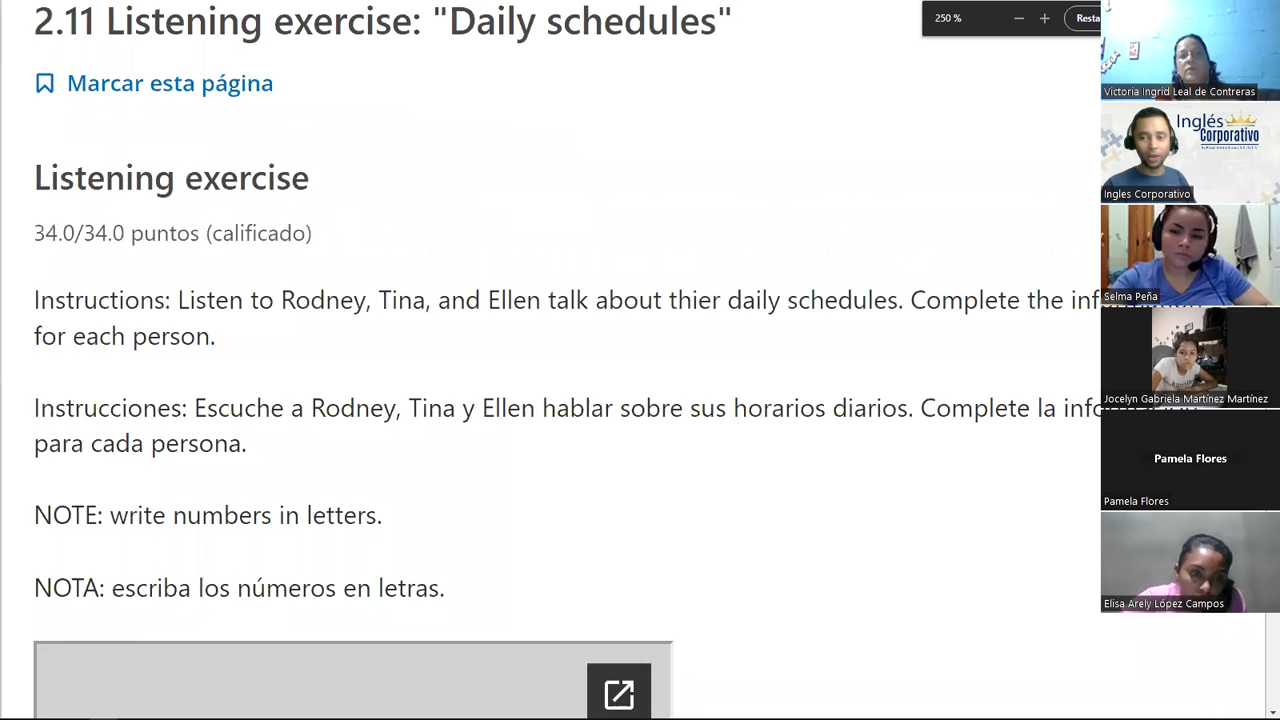 2.11 Listening exercise: "Daily schedules"
250 %
Resta
Marcar esta página
Victoria Ingrid Leal de Contreras
Listening exercise
Inglés
Corporativo
Ingles Corporativo
34.0/34.0 puntos (calificado)
Instructions: Listen to Rodney, Tina, and Ellen talk about thier daily schedules. Complete the
for each person.
Selma Peña
Instrucciones: Escuche a Rodney, Tina y Ellen hablar sobre sus horarios diarios. Complete la
para cada persona.
Jocelyn Gabriela Martínez Martínez
Pamela Flores
Pamela Flores
NOTE: write numbers in letters.
NOTA: escriba los números en letras.
Elisa Arely López Campos